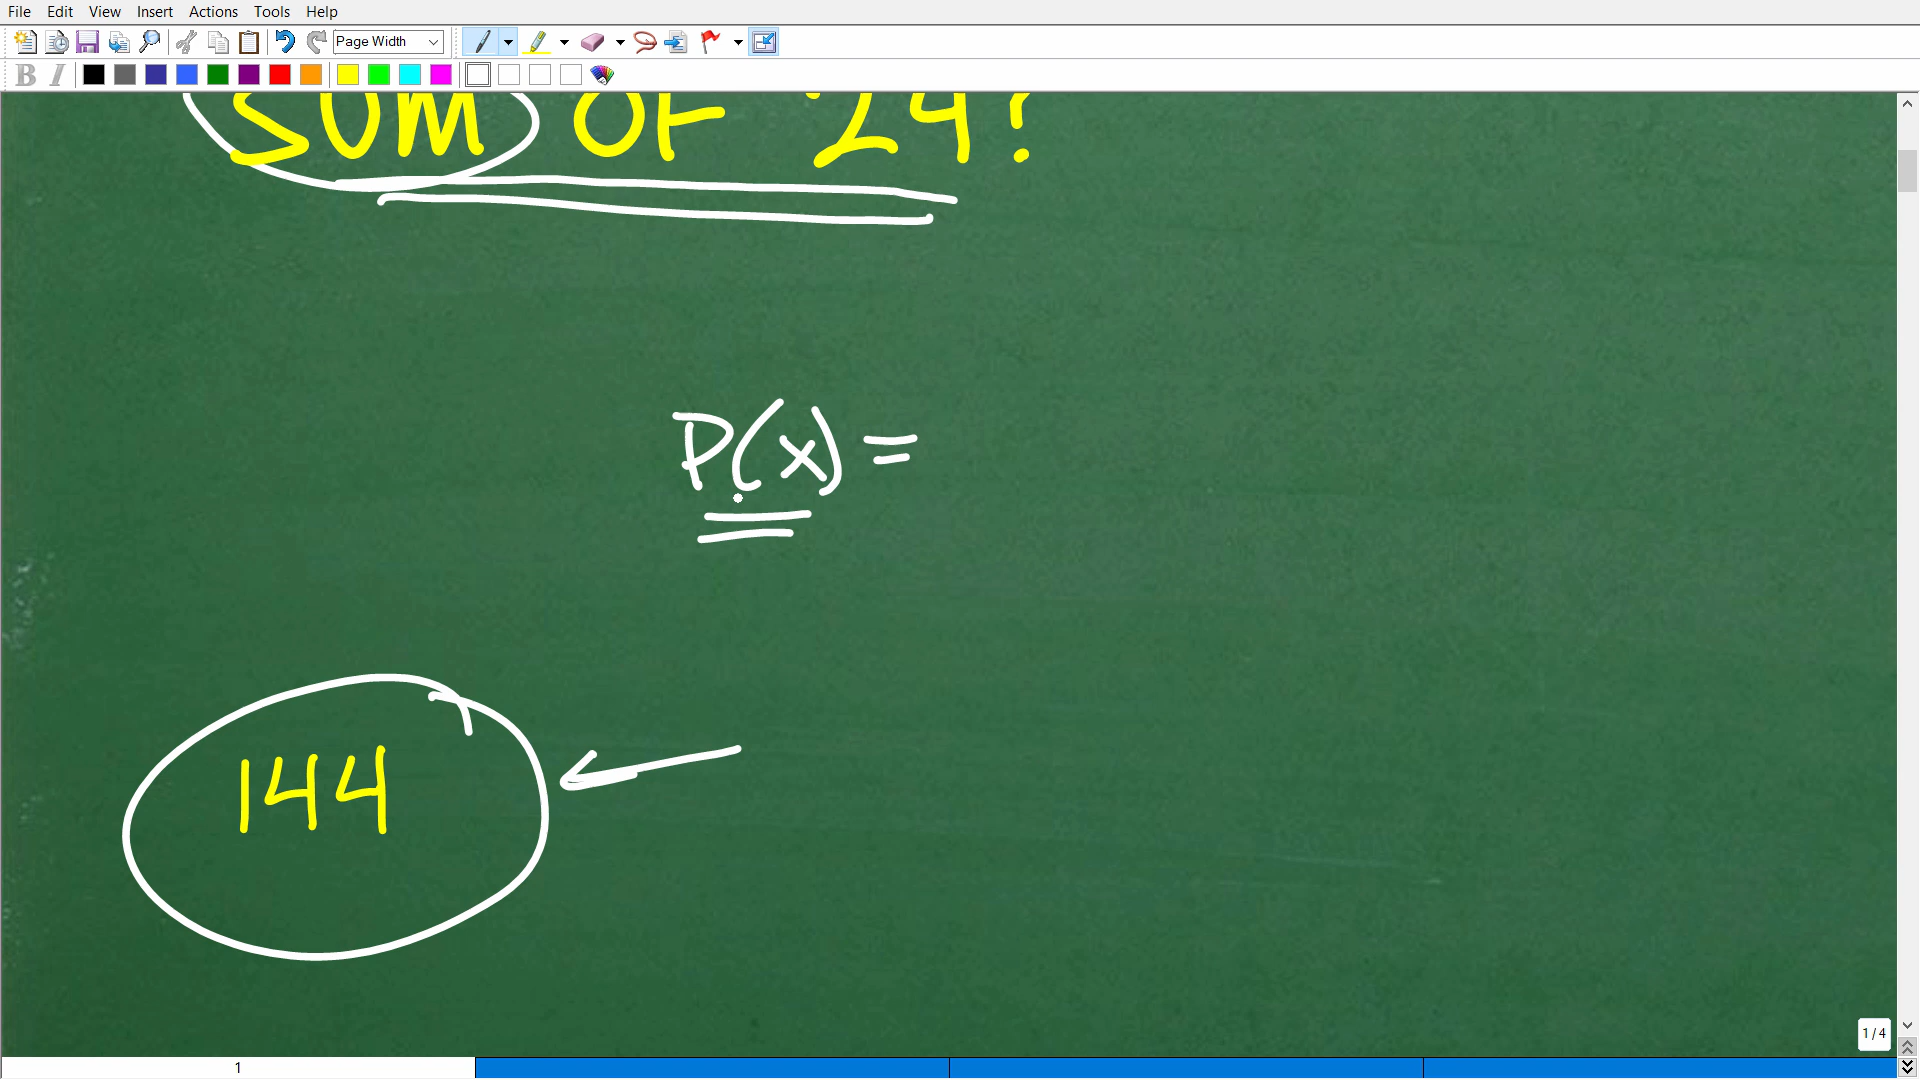 File Edit View Insert Actions Tools Help
Page Width
B I
SUM OF 24?
P(x) =
144
1 / 4
1